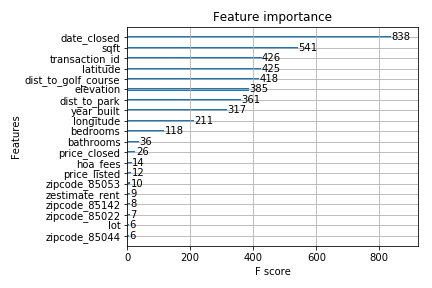 Feature importance
date_closed 838
sqft 541
transaction_id 426
latitude 425
dist_to_golf_course 418
elevation 385
dist_to_park 361
year_built 317
longitude 211
bedrooms 118
bathrooms 36
price_closed 26
hoa_fees 14
price_listed 12
zipcode_85053 10
zestimate_rent 9
zipcode_85142 8
zipcode_85022 7
lot 6
zipcode_85044 6
Features
0 200 400 600 800
F score